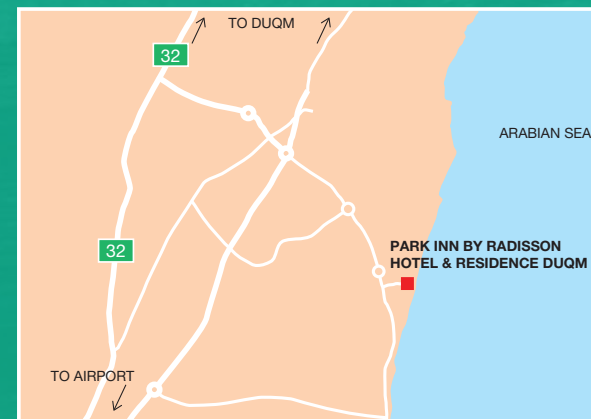 TO DUQM
32
ARABIAN SEA
32
PARK INN BY RADISSON
HOTEL & RESIDENCE DUQM
TO AIRPORT